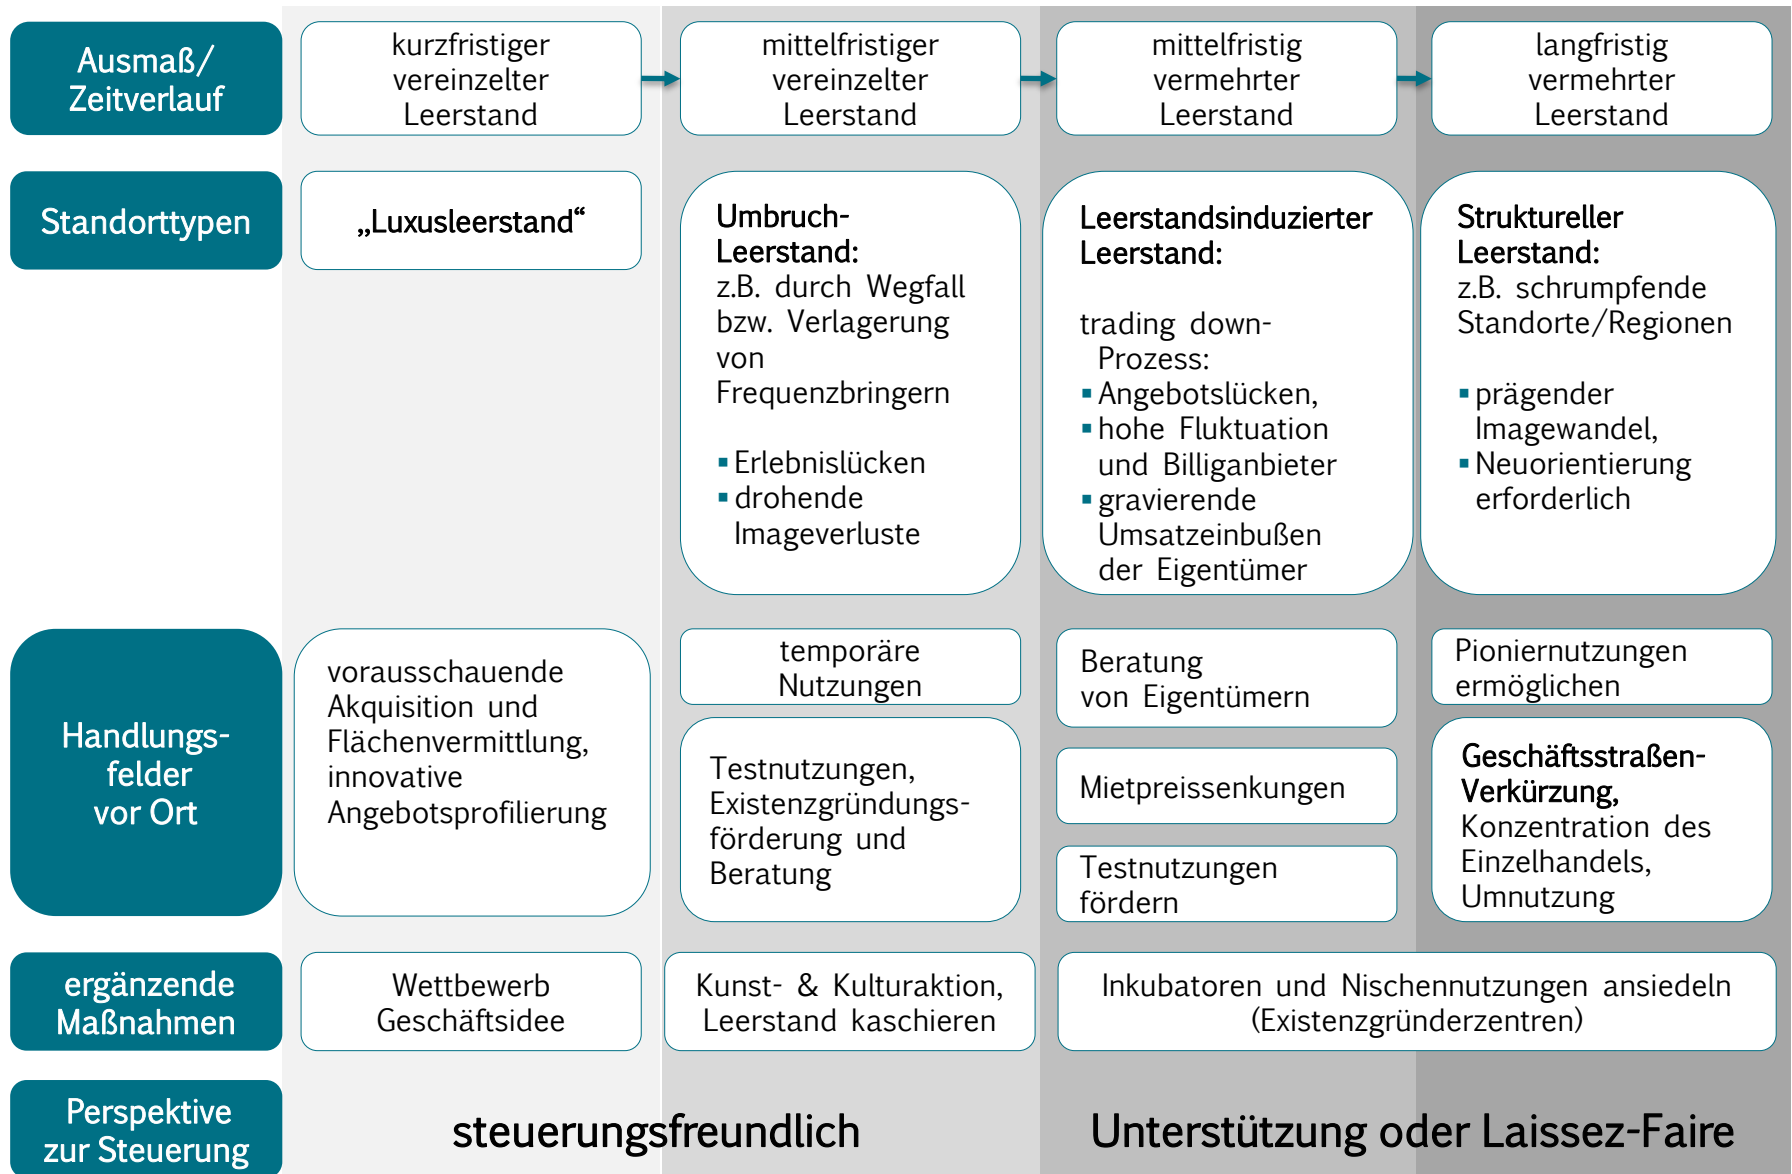 Ausmaß/
Zeitverlauf
kurzfristiger
vereinzelter
Leerstand
mittelfristiger
vereinzelter
Leerstand
mittelfristig
vermehrter
Leerstand
langfristig
vermehrter
Leerstand
Standorttypen
„Luxusleerstand“
Umbruch-
Leerstand:
z.B. durch Wegfall
bzw. Verlagerung
von
Frequenzbringern
▪ Erlebnislücken
▪ drohende
Imageverluste
Leerstandsinduzierter
Leerstand:
trading down-
Prozess:
▪ Angebotslücken,
▪ hohe Fluktuation
und Billiganbieter
▪ gravierende
Umsatzeinbußen
der Eigentümer
Struktureller
Leerstand:
z.B. schrumpfende
Standorte/Regionen
▪ prägender
Imagewandel,
▪ Neuorientierung
erforderlich
Handlungs-
felder
vor Ort
vorausschauende
Akquisition und
Flächenvermittlung,
innovative
Angebotsprofilierung
temporäre
Nutzungen
Testnutzungen,
Existenzgründungs-
förderung und
Beratung
Beratung
von Eigentümern
Mietpreissenkungen
Testnutzungen
fördern
Pioniernutzungen
ermöglichen
Geschäftsstraßen-
Verkürzung,
Konzentration des
Einzelhandels,
Umnutzung
ergänzende
Maßnahmen
Wettbewerb
Geschäftsidee
Kunst- & Kulturaktion,
Leerstand kaschieren
Inkubatoren und Nischennutzungen ansiedeln
(Existenzgründerzentren)
Perspektive
zur Steuerung
steuerungsfreundlich
Unterstützung oder Laissez-Faire